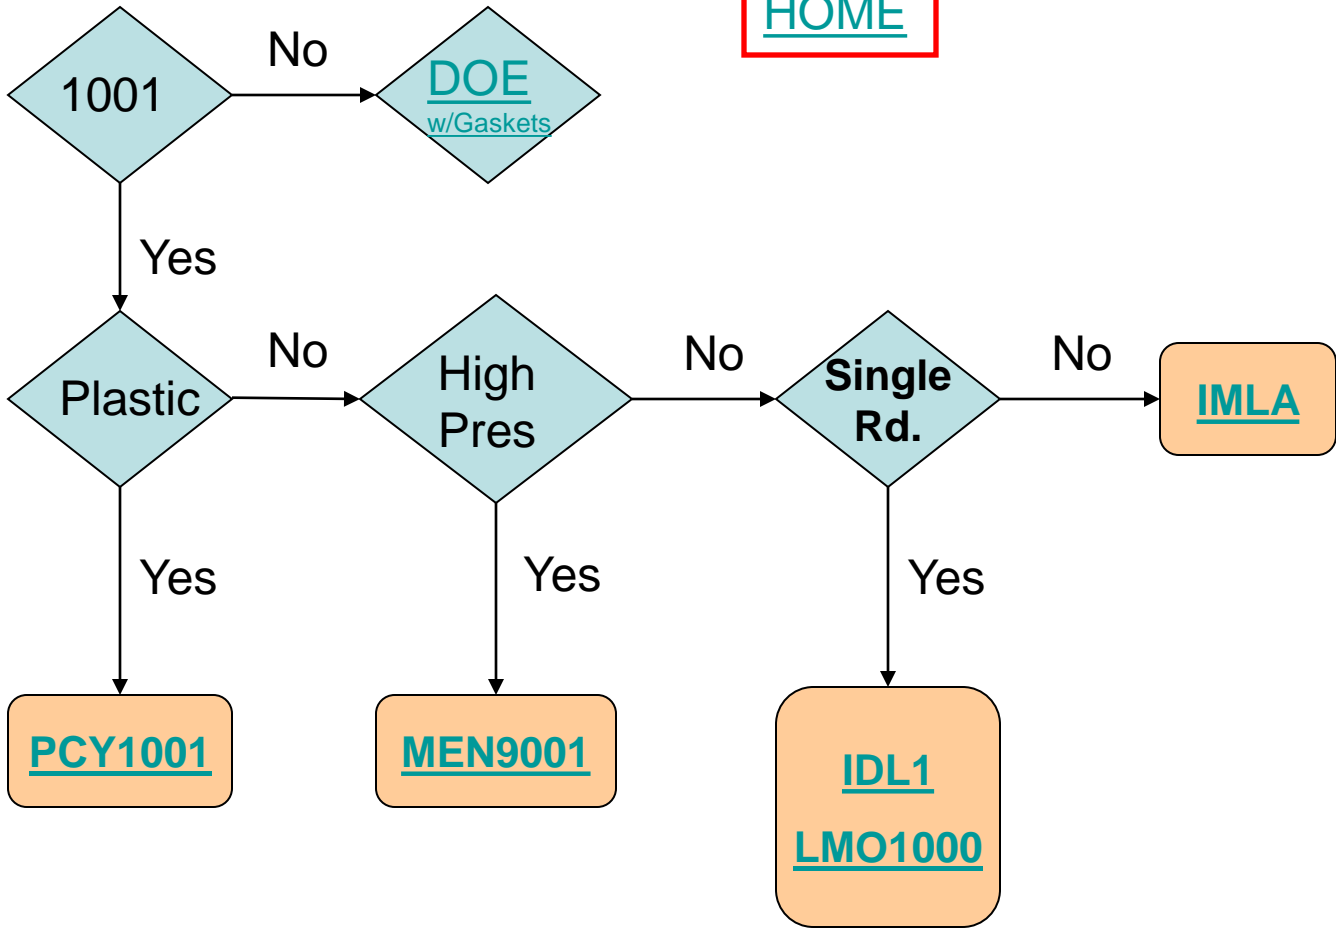 HOME
1001
No
DOE
w/Gaskets
Yes
Plastic
No
High
Pres
No
Single
Rd.
No
IMLA
Yes
Yes
Yes
PCY1001
MEN9001
IDL1
LMO1000